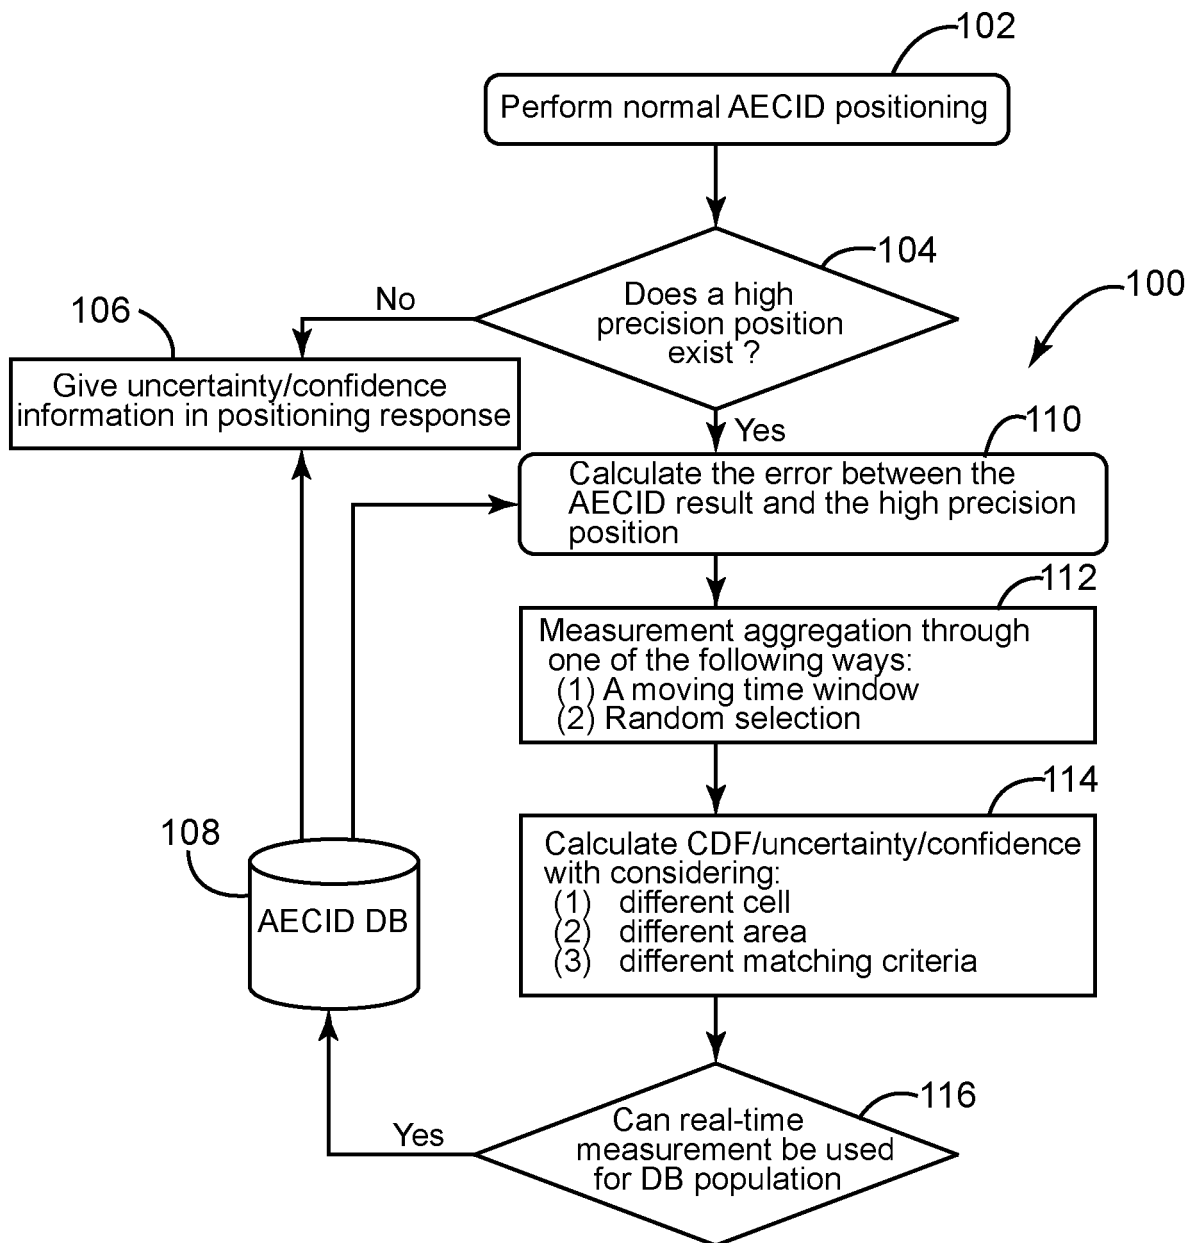 102
Perform normal AECID positioning
104
Does a high
precision position
exist ?
100
No
106
Give uncertainty/confidence
information in positioning response
Yes
110
Calculate the error between the
AECID result and the high precision
position
112
Measurement aggregation through
one of the following ways:
(1) A moving time window
(2) Random selection
114
Calculate CDF/uncertainty/confidence
with considering:
(1) different cell
(2) different area
(3) different matching criteria
108
AECID DB
116
Can real-time
measurement be used
for DB population
Yes